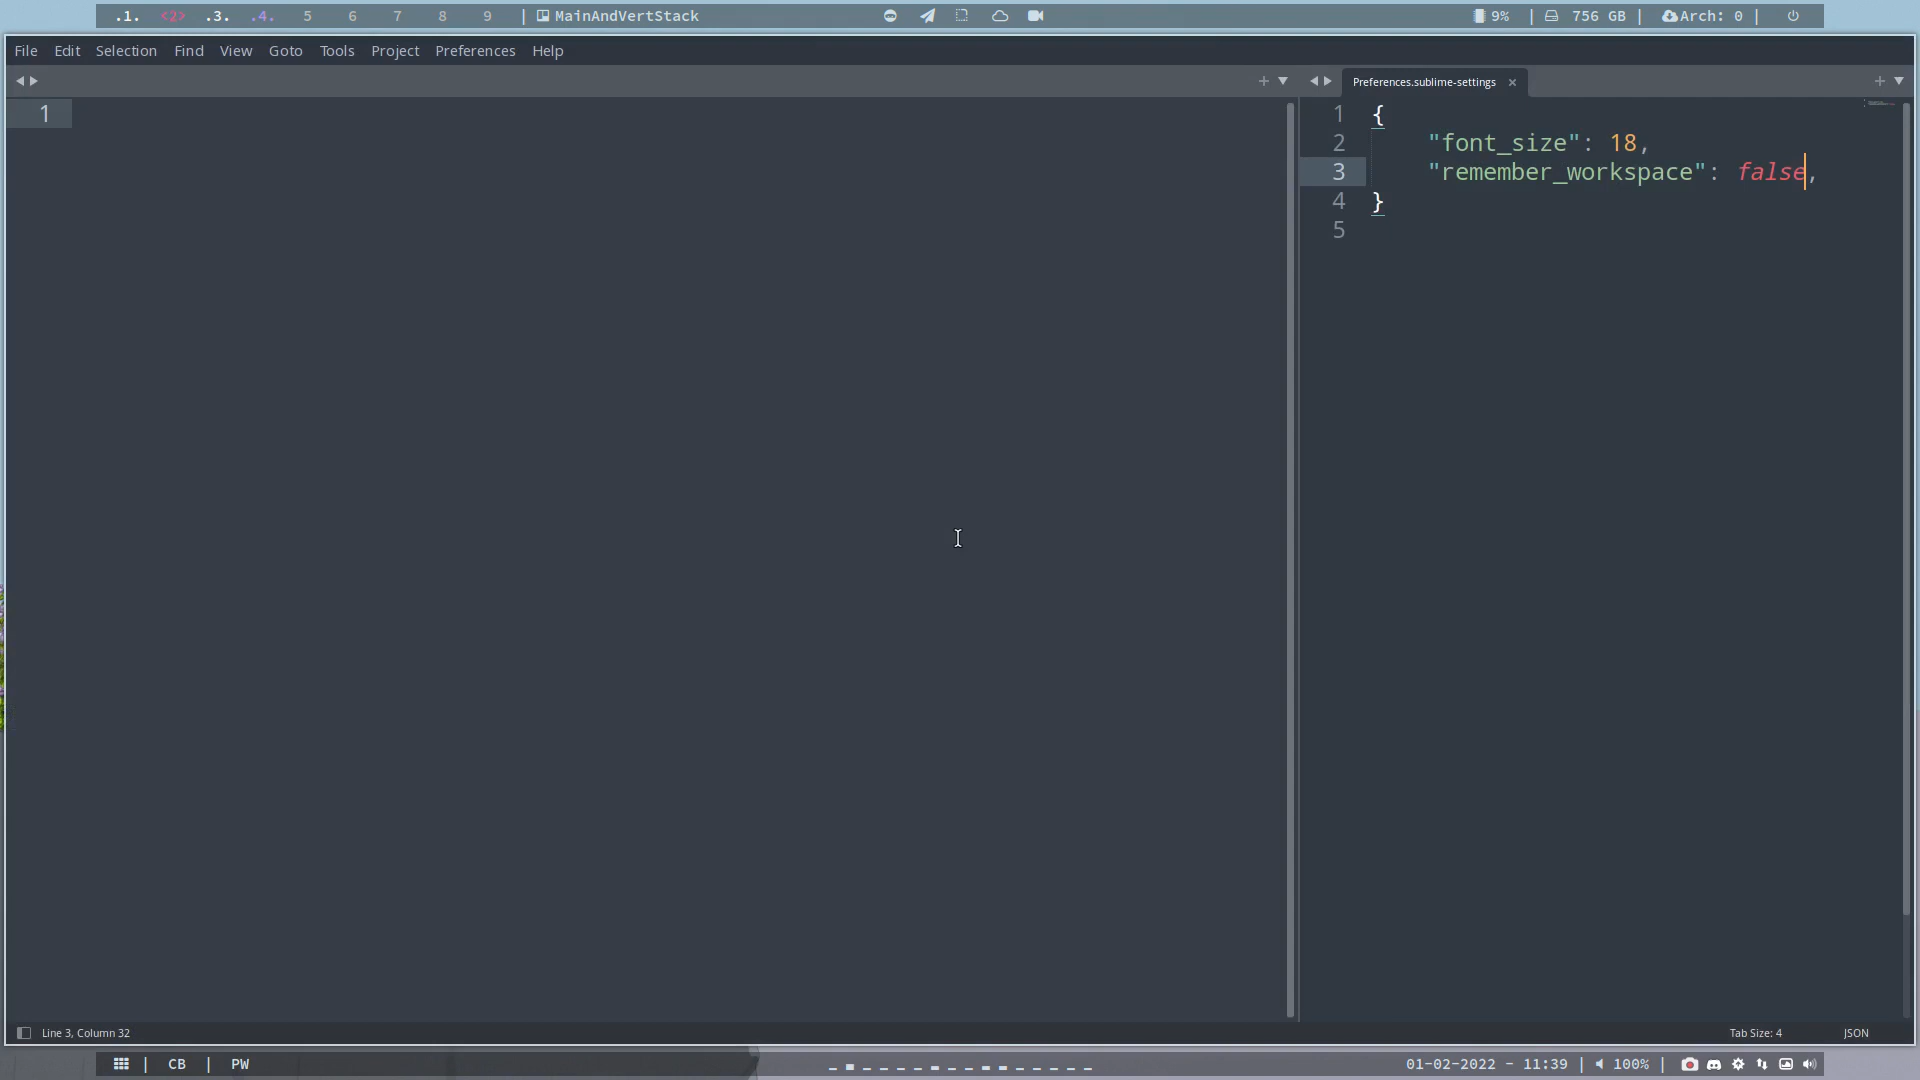 .1. <2> .3. .4. 5 6 7 8 9 | MainAndVertStack 9% | 756 GB | Arch: 0 |
File Edit Selection Find View Goto Tools Project Preferences Help
Preferences.sublime-settings ×
1
1 {
2 "font_size": 18,
3 "remember_workspace": false,
4 }
5
Line 3, Column 32 Tab Size: 4 JSON
| CB | PW 01-02-2022 - 11:39 | 100% |